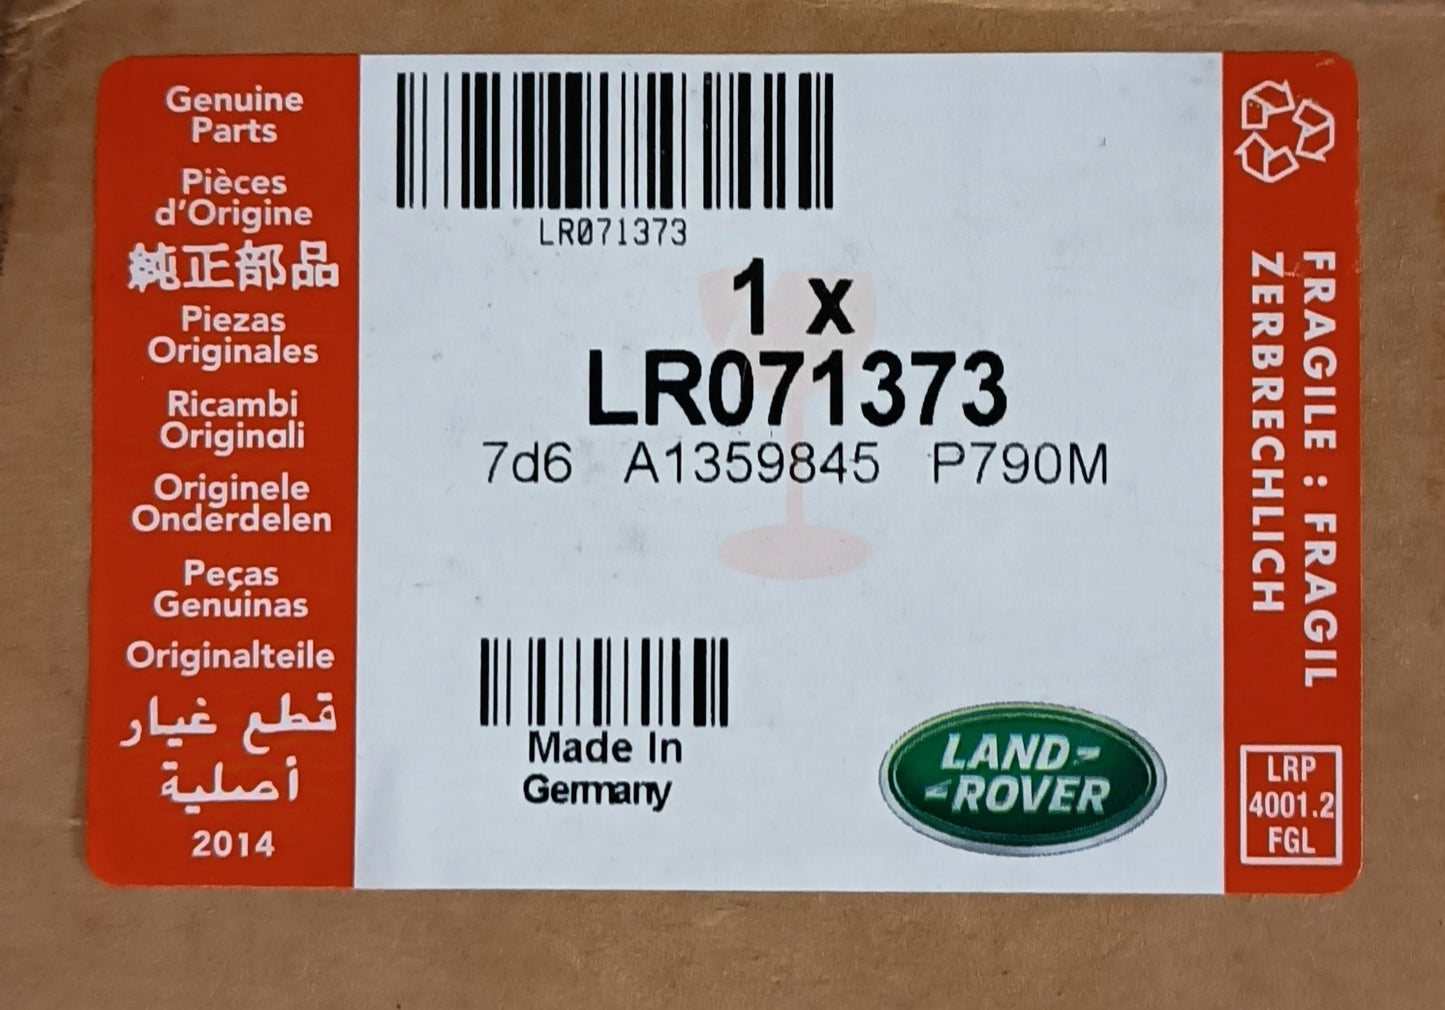 Genuine
Parts
Pièces
d'Origine
純正部品
Piezas
Originales
Ricambi
Originali
Originele
Onderdelen
Peças
Genuinas
Originalteile
قطع غيار
أصلية
2014
LR071373
1 x
LR071373
7d6 A1359845 P790M
Made In
Germany
LAND-
-ROVER
FRAGILE : FRAGIL
ZERBRECHLICH
LRP
4001.2
FGL